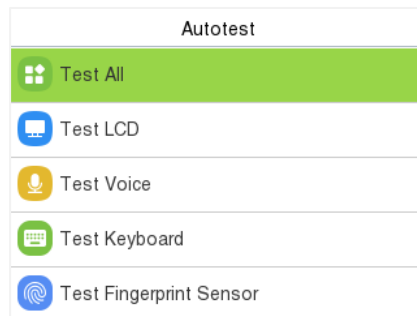 Autotest
Test All
Test LCD
Test Voice
Test Keyboard
Test Fingerprint Sensor